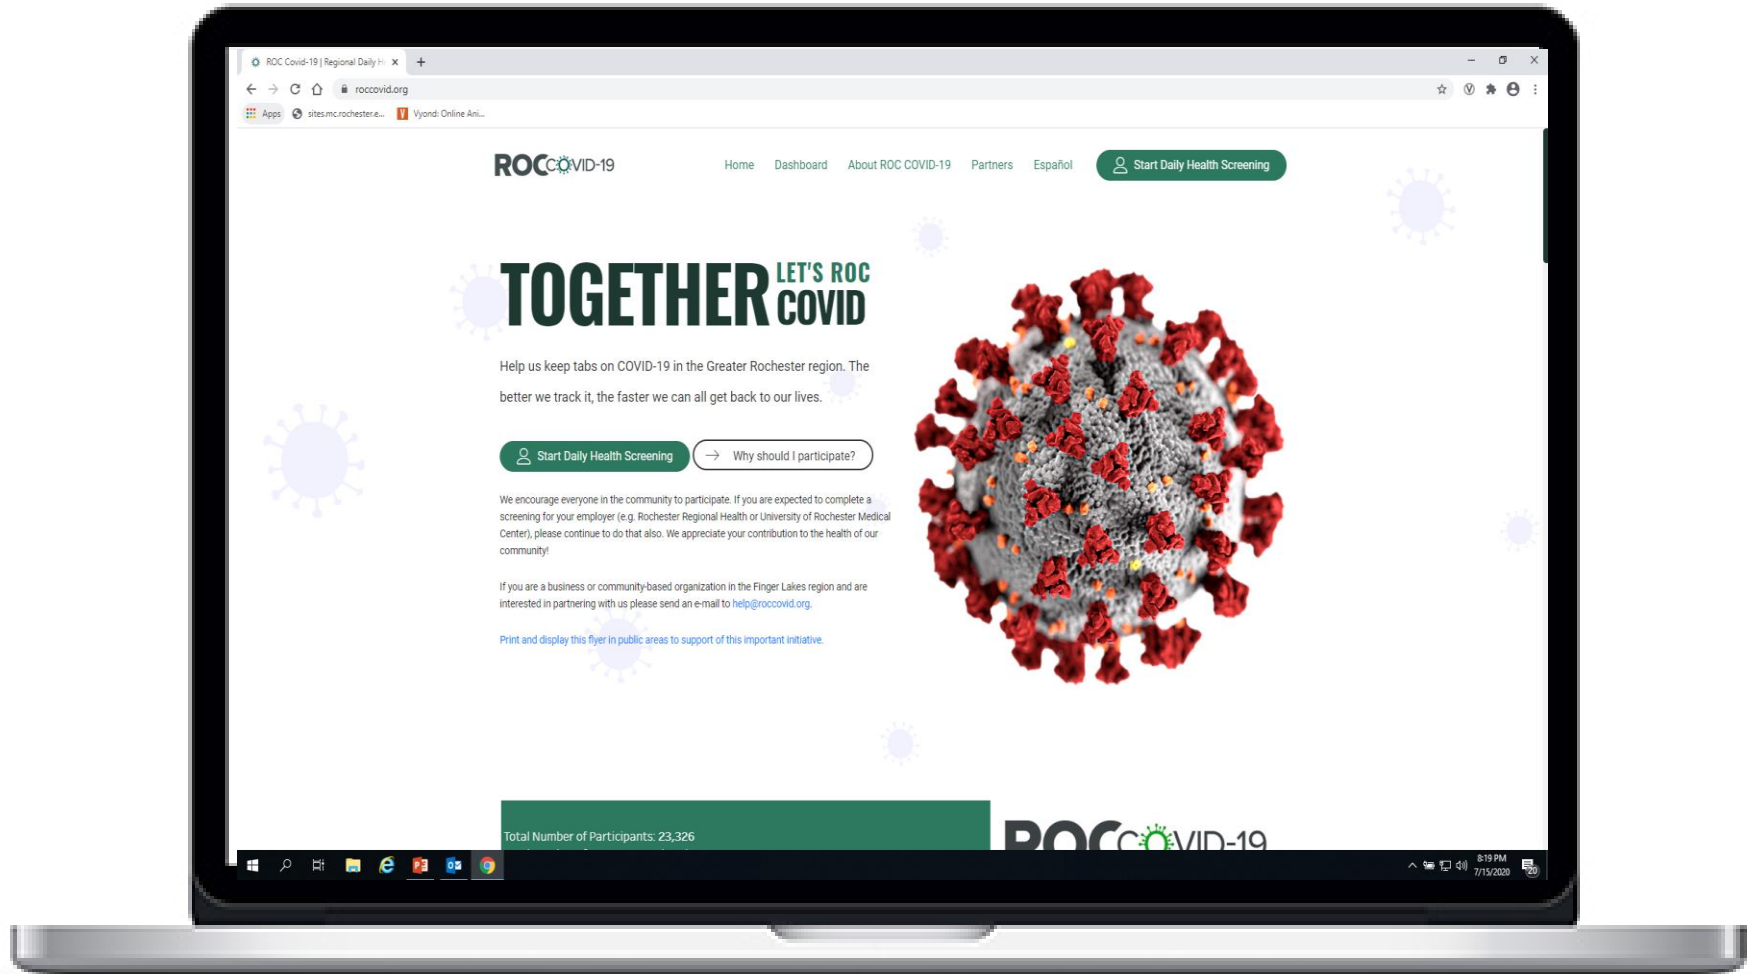 ROC Covid-19 | Regional Daily H
roccovid.org
Apps sites.mc.rochester.e... Vyond: Online Ani...
ROCCOVID-19 Home Dashboard About ROC COVID-19 Partners Español Start Daily Health Screening
TOGETHER LET'S ROC
COVID
Help us keep tabs on COVID-19 in the Greater Rochester region. The
better we track it, the faster we can all get back to our lives.
Start Daily Health Screening Why should I participate?
We encourage everyone in the community to participate. If you are expected to complete a
screening for your employer (e.g. Rochester Regional Health or University of Rochester Medical
Center), please continue to do that also. We appreciate your contribution to the health of our
community!
If you are a business or community-based organization in the Finger Lakes region and are
interested in partnering with us please send an e-mail to help@roccovid.org.
Print and display this flyer in public areas to support of this important initiative.
Total Number of Participants: 23,326
ROCCOVID-19
8:19 PM
7/15/2020
20